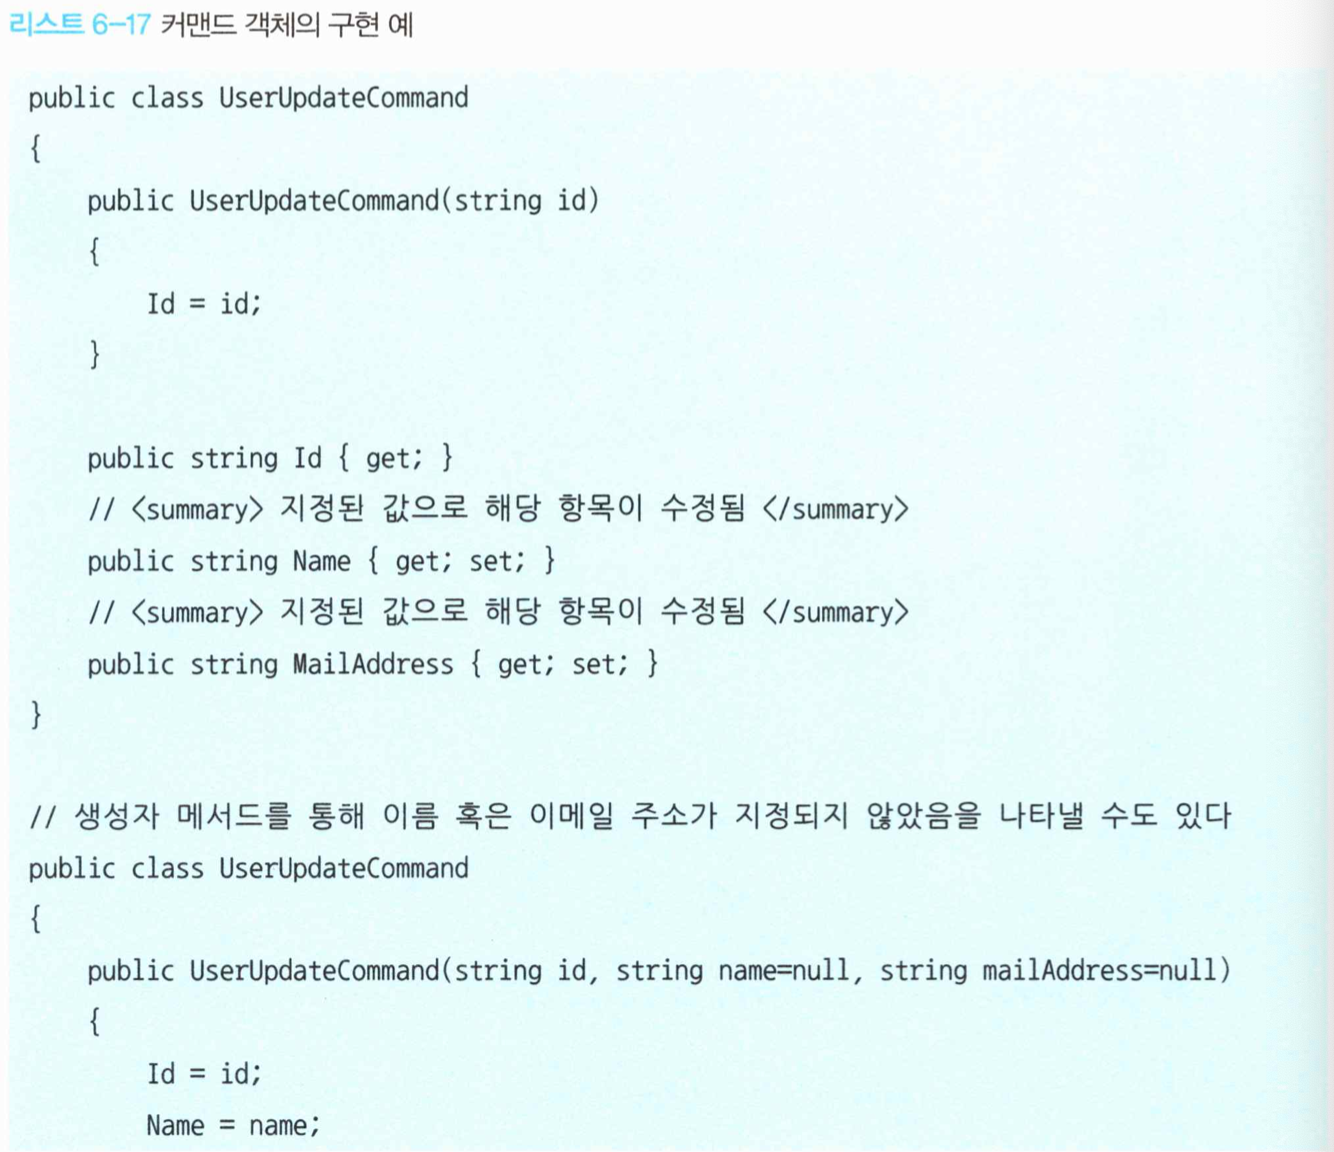 리스트 6-17 커맨드 객체의 구현 예
public class UserUpdateCommand
{
    public UserUpdateCommand(string id)
    {
        Id = id;
    }

    public string Id { get; }
    // <summary> 지정된 값으로 해당 항목이 수정됨 </summary>
    public string Name { get; set; }
    // <summary> 지정된 값으로 해당 항목이 수정됨 </summary>
    public string MailAddress { get; set; }
}

// 생성자 메서드를 통해 이름 혹은 이메일 주소가 지정되지 않았음을 나타낼 수도 있다
public class UserUpdateCommand
{
    public UserUpdateCommand(string id, string name=null, string mailAddress=null)
    {
        Id = id;
        Name = name;